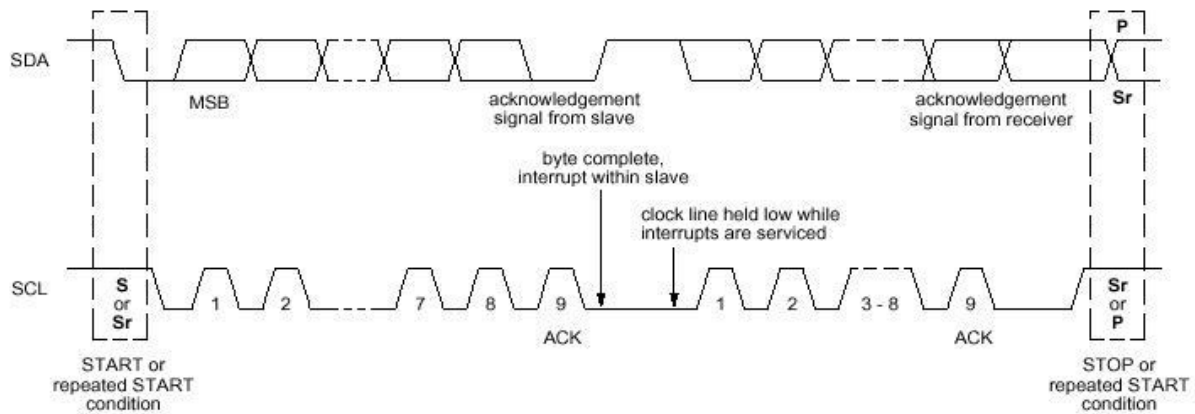 P
SDA
MSB
acknowledgement
signal from slave
acknowledgement
signal from receiver
Sr
byte complete,
interrupt within slave
clock line held low while
interrupts are serviced
SCL
S
or
Sr
1
2
7
8
9
1
2
3 - 8
9
Sr
or
P
ACK
ACK
START or
repeated START
condition
STOP or
repeated START
condition